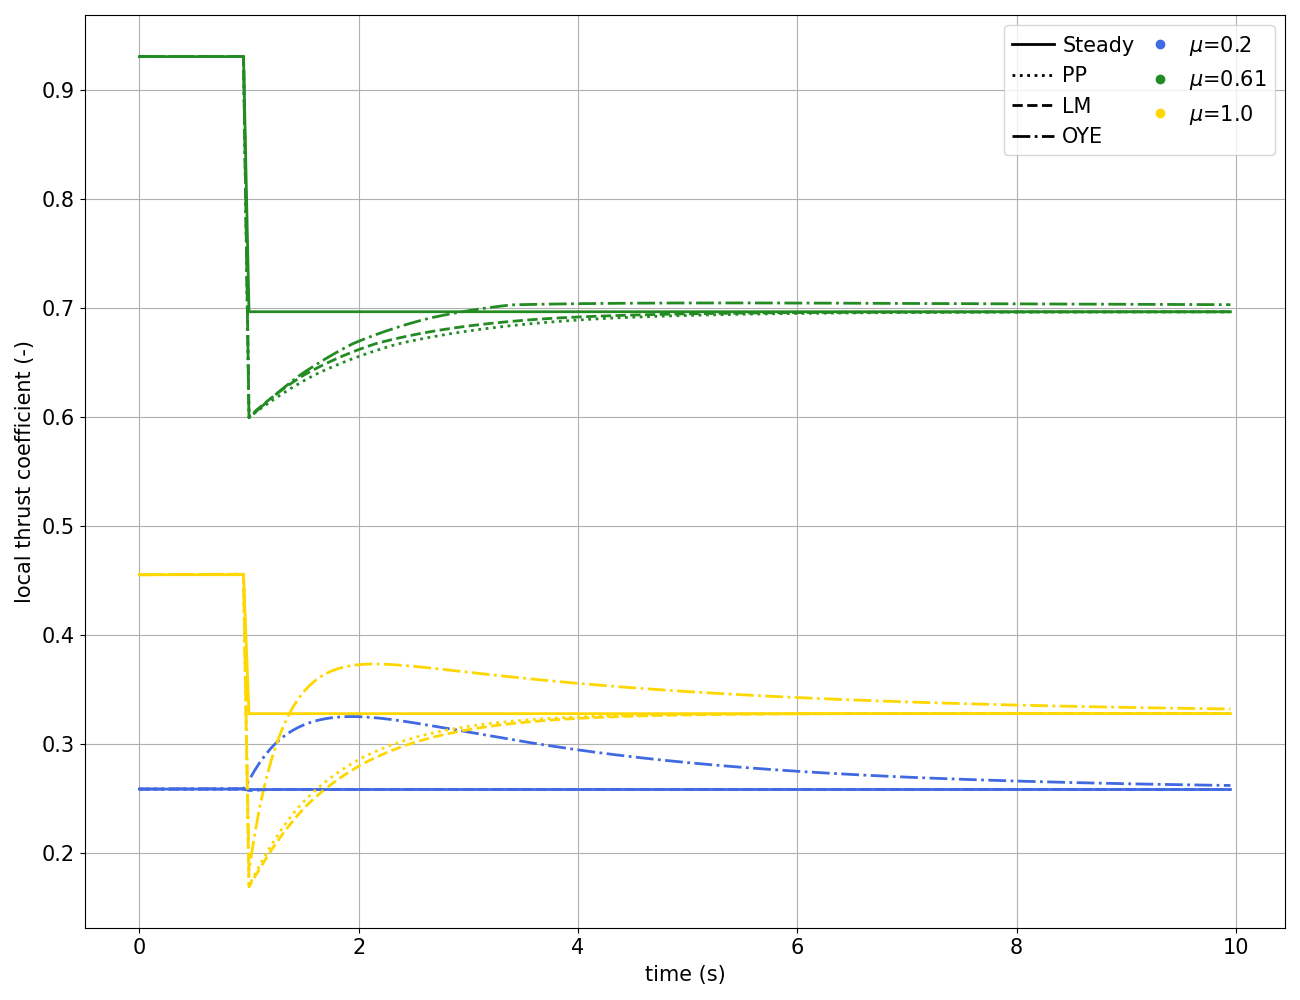 Steady
PP
LM
OYE
μ=0.2
μ=0.61
μ=1.0
local thrust coefficient (-)
0.9
0.8
0.7
0.6
0.5
0.4
0.3
0.2
0 2 4 6 8 10
time (s)